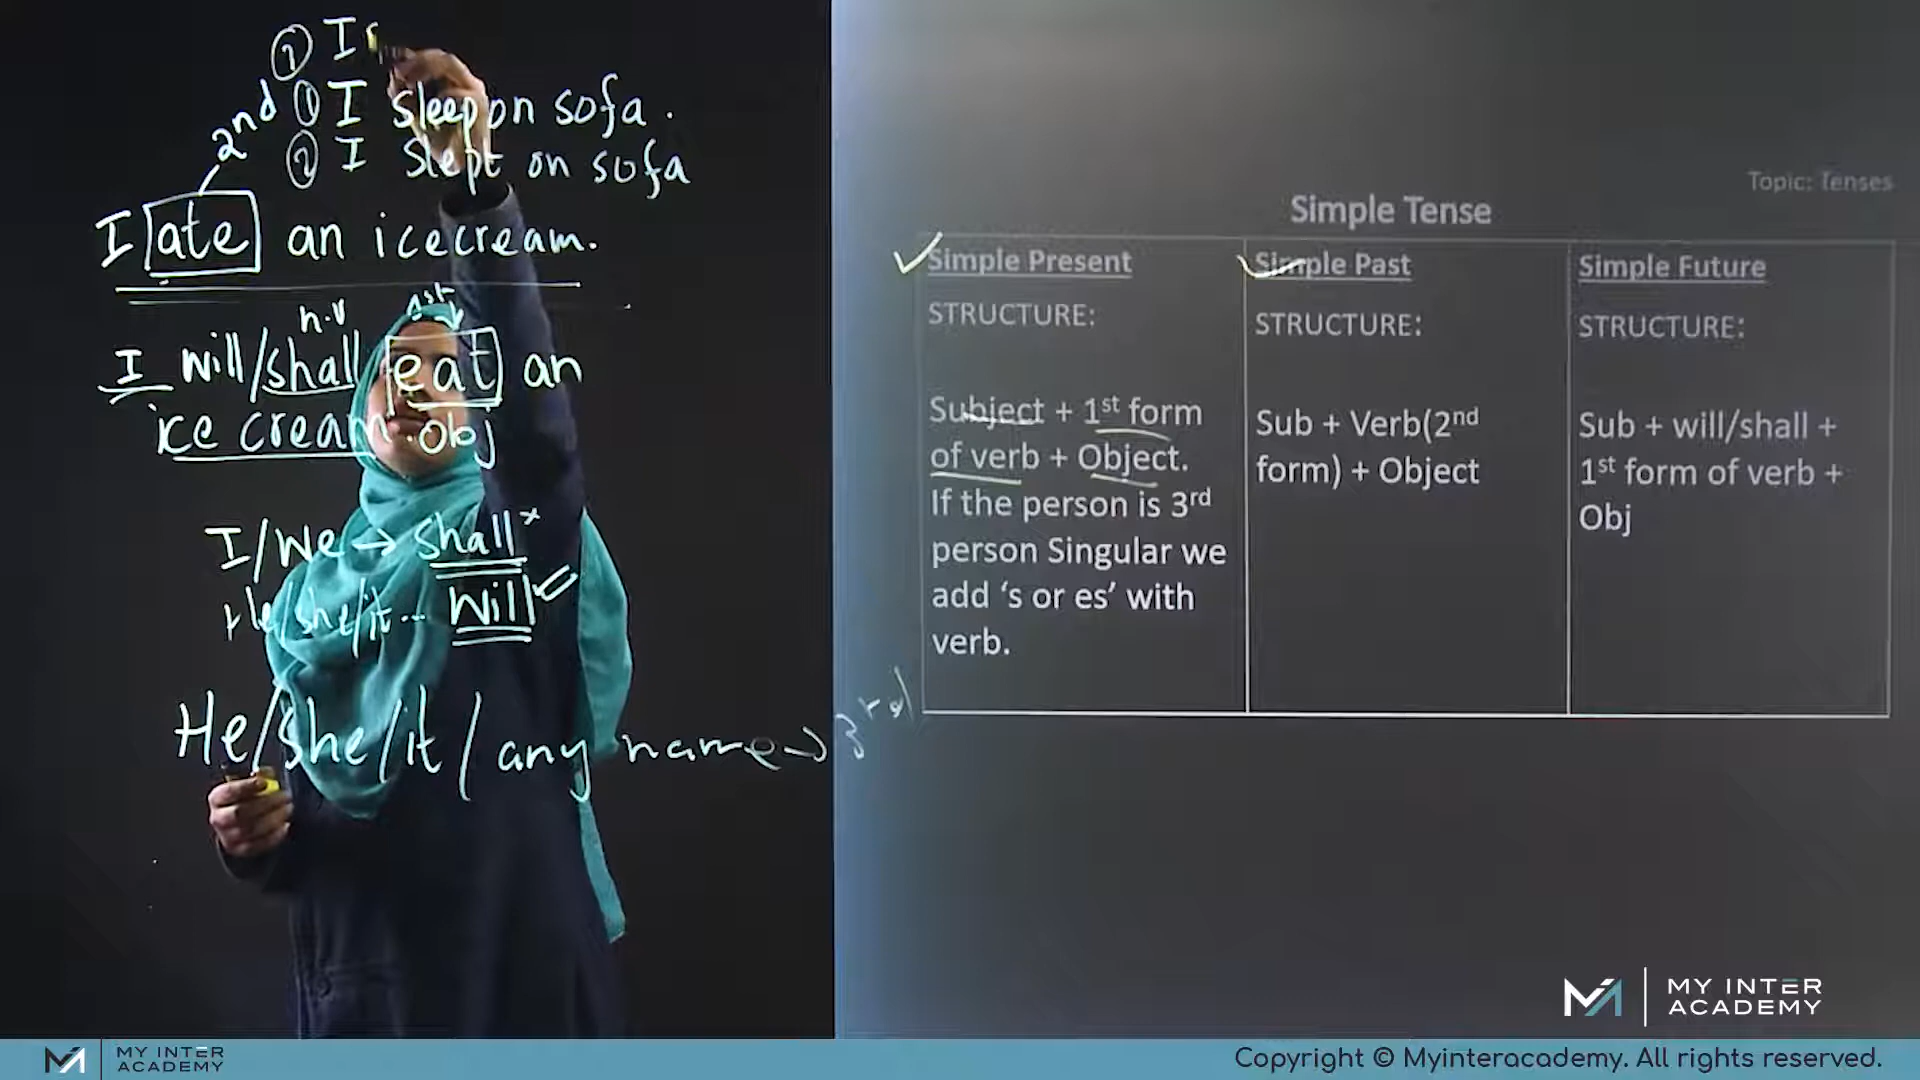 ① I
2nd ① I sleep on sofa.
② I slept on sofa
I ate an icecream.
h.v 1st
I will/shall eat an
ice cream. obj
I/We → shall
He/she/it... Will
He/she/it / any name → 3rd
Topic: Tenses
Simple Tense
Simple Present
STRUCTURE:
Subject + 1st form
of verb + Object.
If the person is 3rd
person Singular we
add ‘s or es’ with
verb.
Simple Past
STRUCTURE:
Sub + Verb(2nd
form) + Object
Simple Future
STRUCTURE:
Sub + will/shall +
1st form of verb +
Obj
MY INTER
ACADEMY
MY INTER
ACADEMY
Copyright © Myinteracademy. All rights reserved.